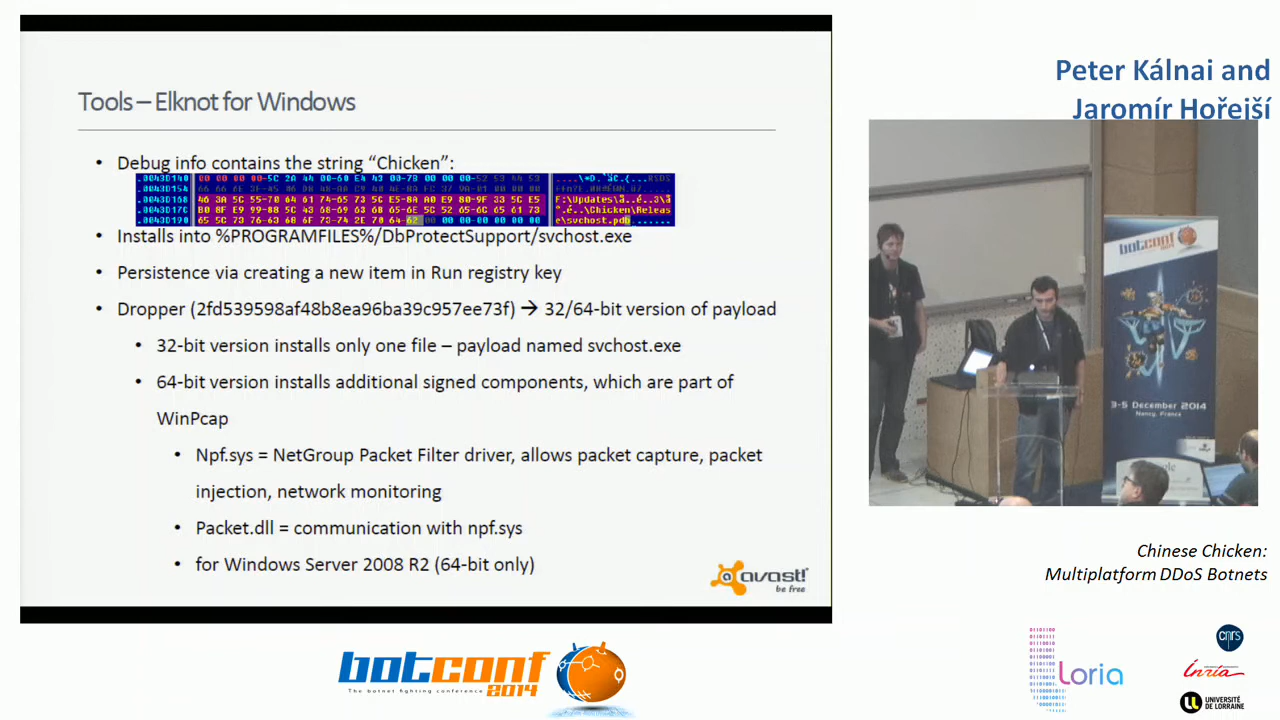 Tools – Elknot for Windows
• Debug info contains the string “Chicken”:
• Installs into %PROGRAMFILES%/DbProtectSupport/svchost.exe
• Persistence via creating a new item in Run registry key
• Dropper (2fd539598af48b8ea96ba39c957ee73f) → 32/64-bit version of payload
• 32-bit version installs only one file – payload named svchost.exe
• 64-bit version installs additional signed components, which are part of
WinPcap
• Npf.sys = NetGroup Packet Filter driver, allows packet capture, packet
injection, network monitoring
• Packet.dll = communication with npf.sys
• for Windows Server 2008 R2 (64-bit only)
avast!
be free
Peter Kálnai and
Jaromír Hořejší
botconf
2014
3-5 December 2014
Nancy, France
Chinese Chicken:
Multiplatform DDoS Botnets
botconf
The botnet fighting conference 2014
Loria
cnrs
inria
UNIVERSITÉ
DE LORRAINE